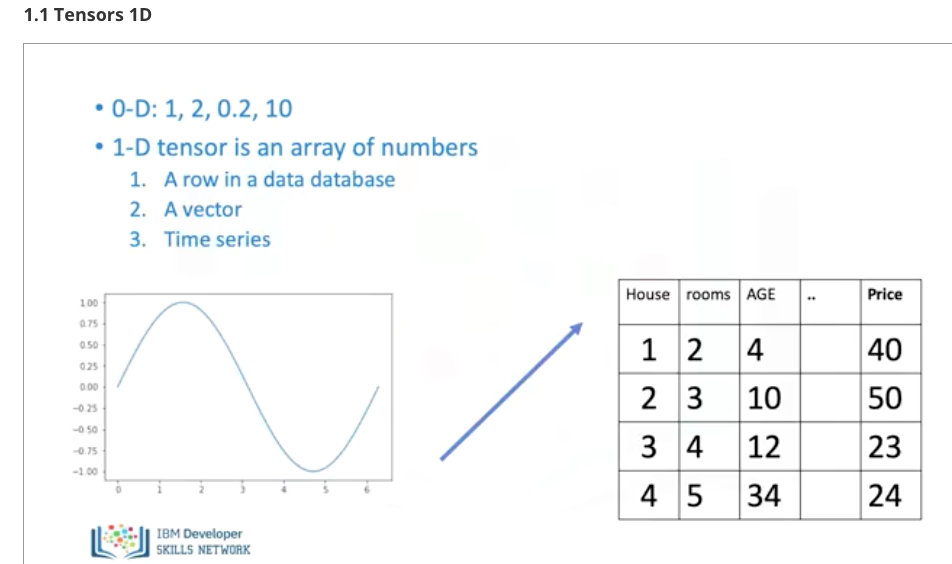 1.1 Tensors 1D
• 0-D: 1, 2, 0.2, 10
• 1-D tensor is an array of numbers
1. A row in a data database
2. A vector
3. Time series
1.00
0.75
0.50
0.25
0.00
−0.25
−0.50
−0.75
−1.00
0 1 2 3 4 5 6
House rooms AGE .. Price
1 2 4 40
2 3 10 50
3 4 12 23
4 5 34 24
IBM Developer
SKILLS NETWORK